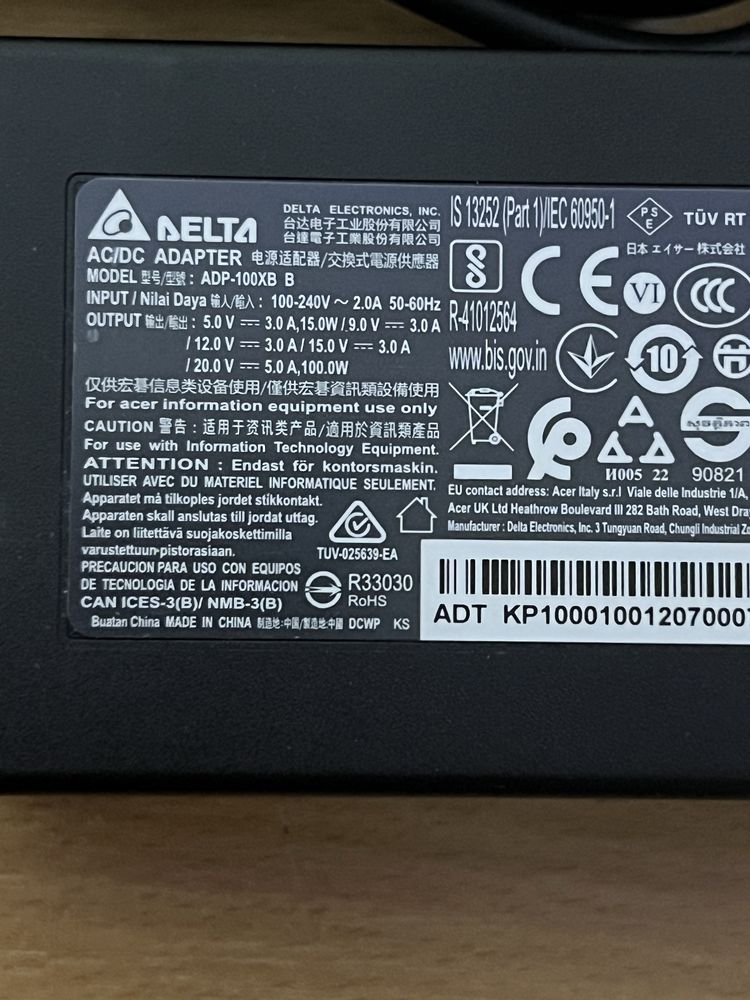 DELTA
DELTA ELECTRONICS, INC.
台达电子工业股份有限公司
台達電子工業股份有限公司
AC/DC ADAPTER 电源适配器/交換式電源供應器
MODEL 型号/型號: ADP-100XB B
INPUT / Nilai Daya 输入/輸入: 100-240V ~ 2.0A 50-60Hz
OUTPUT 输出/輸出: 5.0 V ⎓ 3.0 A,15.0W / 9.0 V ⎓ 3.0 A
/ 12.0 V ⎓ 3.0 A / 15.0 V ⎓ 3.0 A
/ 20.0 V ⎓ 5.0 A,100.0W
仅供宏碁信息类设备使用/僅供宏碁資訊類設備使用
For acer information equipment use only
CAUTION 警告: 适用于资讯类产品/適用於資訊類產品
For use with Information Technology Equipment.
ATTENTION : Endast för kontorsmaskin.
UTILISER AVEC DU MATERIEL INFORMATIQUE SEULEMENT.
Apparatet må tilkoples jordet stikkontakt.
Apparaten skall anslutas till jordat uttag.
Laite on liitettävä suojakoskettimilla
varustettuun pistorasiaan.
PRECAUCION PARA USO CON EQUIPOS
DE TECNOLOGIA DE LA INFORMACION
CAN ICES-3(B)/ NMB-3(B)
Buatan China MADE IN CHINA 制造地:中国/製造地:中國 DCWP KS
TUV-025639-EA
R33030
RoHS
IS 13252 (Part 1)/IEC 60950-1
PSE
TÜV RT
日本エイサー株式会社
R-41012564
www.bis.gov.in
CE
VI
CCC
10
И005 22
90821
EU contact address: Acer Italy s.r.l Viale delle Industrie 1/A,
Acer UK Ltd Heathrow Boulevard III 282 Bath Road, West Dray
Manufacturer : Delta Electronics, Inc. 3 Tungyuan Road, Chungli Industrial Zo
ADT KP100010012070007